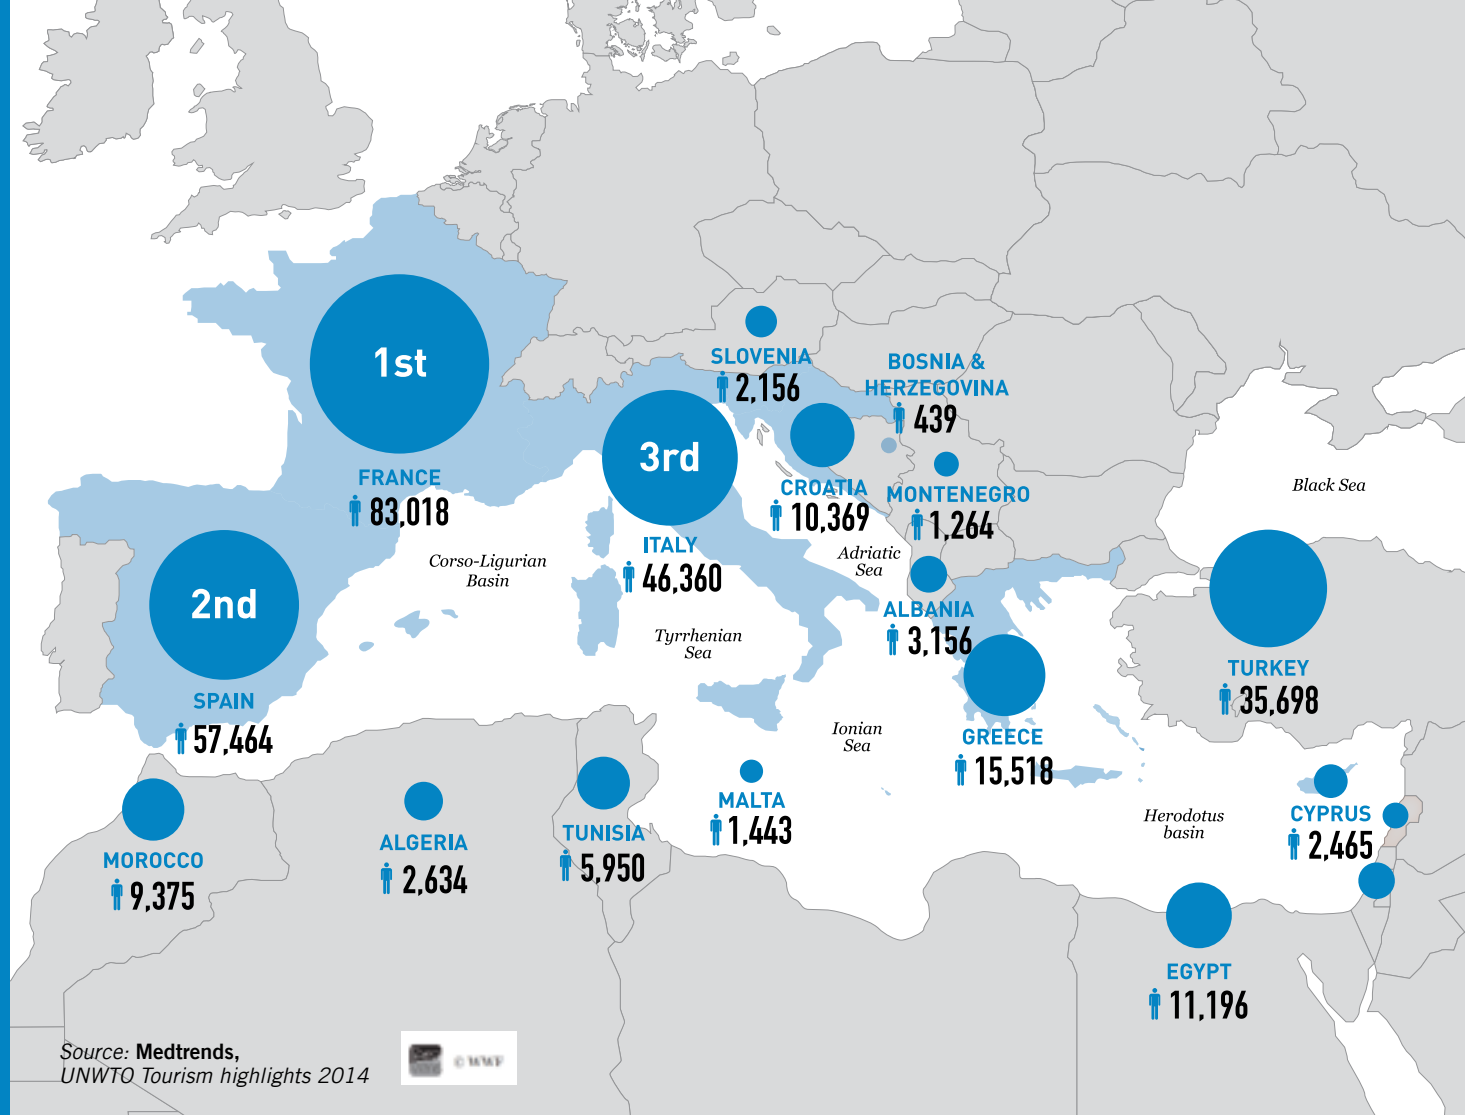 1st
FRANCE
83,018
2nd
SPAIN
57,464
3rd
ITALY
46,360
SLOVENIA
2,156
BOSNIA &
HERZEGOVINA
439
CROATIA
10,369
MONTENEGRO
1,264
ALBANIA
3,156
GREECE
15,518
TURKEY
35,698
Black Sea
Corso-Ligurian
Basin
Adriatic
Sea
Tyrrhenian
Sea
Ionian
Sea
Herodotus
basin
MOROCCO
9,375
ALGERIA
2,634
TUNISIA
5,950
MALTA
1,443
CYPRUS
2,465
EGYPT
11,196
Source: Medtrends,
UNWTO Tourism highlights 2014
© WWF